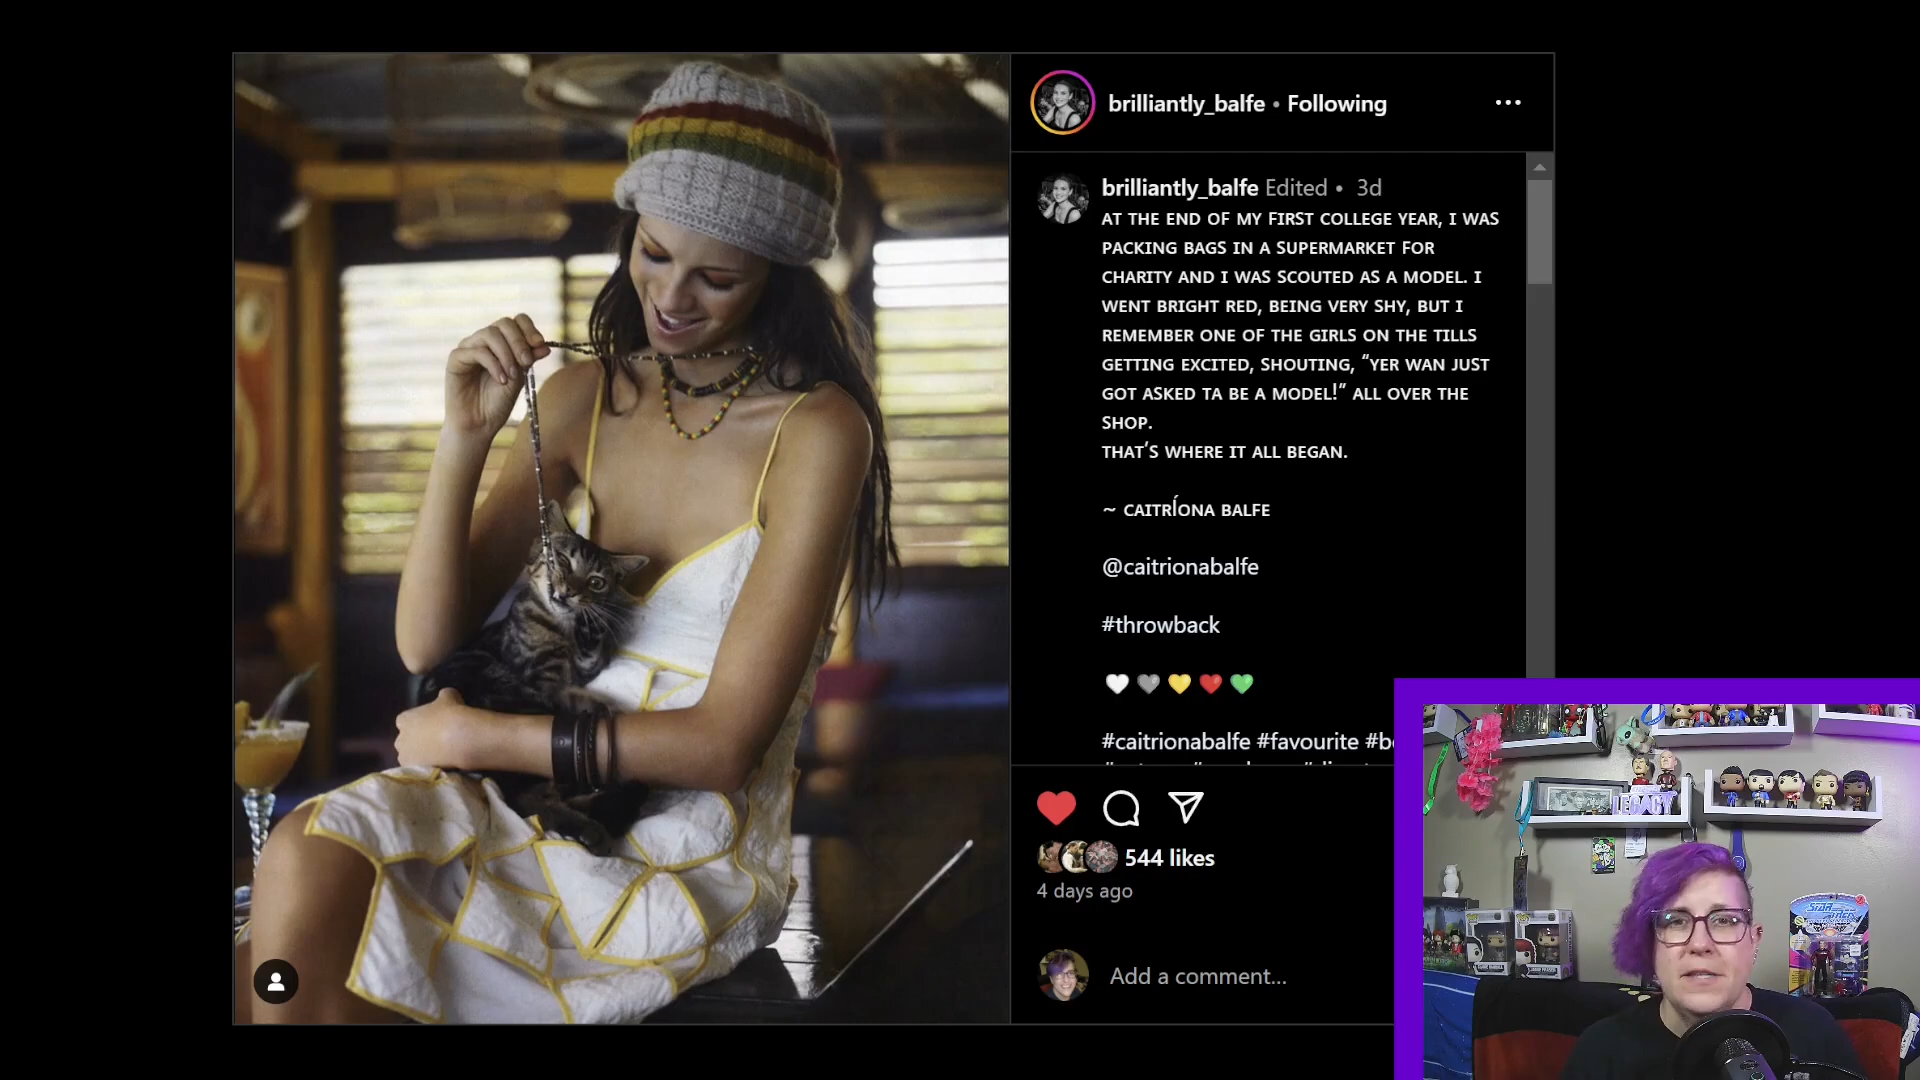 brilliantly_balfe • Following
brilliantly_balfe Edited • 3d
AT THE END OF MY FIRST COLLEGE YEAR, I WAS
PACKING BAGS IN A SUPERMARKET FOR
CHARITY AND I WAS SCOUTED AS A MODEL. I
WENT BRIGHT RED, BEING VERY SHY, BUT I
REMEMBER ONE OF THE GIRLS ON THE TILLS
GETTING EXCITED, SHOUTING, “YER WAN JUST
GOT ASKED TA BE A MODEL!” ALL OVER THE
SHOP.
THAT’S WHERE IT ALL BEGAN.
~ CAITRÍONA BALFE
@caitrionabalfe
#throwback
#caitrionabalfe #favourite
544 likes
4 days ago
Add a comment...
LEGACY
STAR TREK